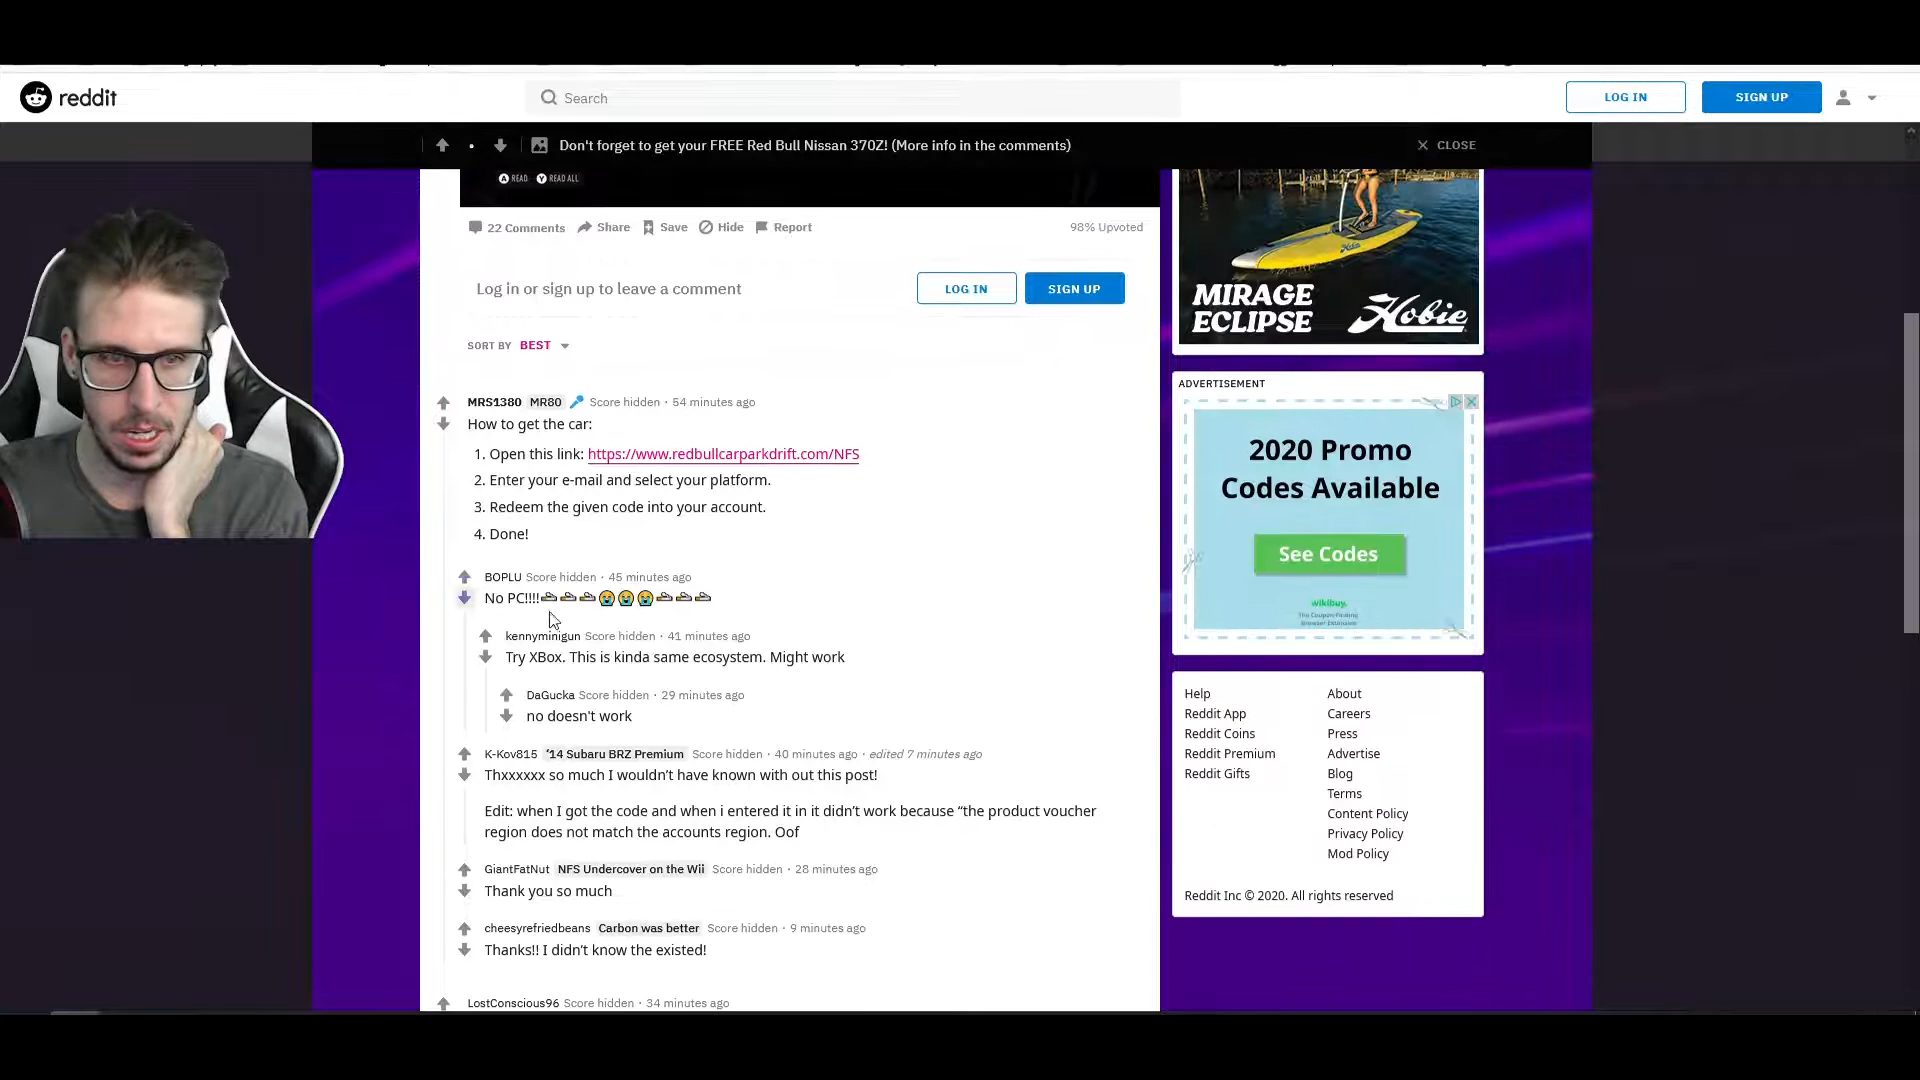 reddit
Search
LOG IN
SIGN UP
Don't forget to get your FREE Red Bull Nissan 370Z! (More info in the comments)
CLOSE
A READ Y READ ALL
22 Comments Share Save Hide Report 98% Upvoted
Log in or sign up to leave a comment LOG IN SIGN UP
SORT BY BEST
MRS1380 MR80 Score hidden · 54 minutes ago
How to get the car:
1. Open this link: https://www.redbullcarparkdrift.com/NFS
2. Enter your e-mail and select your platform.
3. Redeem the given code into your account.
4. Done!
BOPLU Score hidden · 45 minutes ago
No PC!!!!😭😭😭
kennyminigun Score hidden · 41 minutes ago
Try XBox. This is kinda same ecosystem. Might work
DaGucka Score hidden · 29 minutes ago
no doesn't work
K-Kov815 '14 Subaru BRZ Premium Score hidden · 40 minutes ago · edited 7 minutes ago
Thxxxxxx so much I wouldn't have known with out this post!
Edit: when I got the code and when i entered it in it didn't work because “the product voucher
region does not match the accounts region. Oof
GiantFatNut NFS Undercover on the Wii Score hidden · 28 minutes ago
Thank you so much
cheesyrefriedbeans Carbon was better Score hidden · 9 minutes ago
Thanks!! I didn't know the existed!
LostConscious96 Score hidden · 34 minutes ago
Hobie
MIRAGE
ECLIPSE
Hobie
ADVERTISEMENT
2020 Promo
Codes Available
See Codes
wikibuy.
The Coupon-Finding
Browser Extension
Help
Reddit App
Reddit Coins
Reddit Premium
Reddit Gifts
About
Careers
Press
Advertise
Blog
Terms
Content Policy
Privacy Policy
Mod Policy
Reddit Inc © 2020. All rights reserved